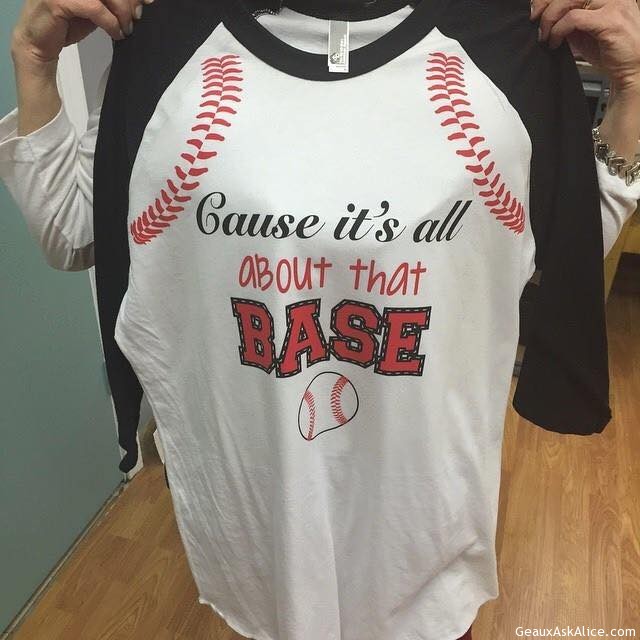 Cause it's all
about that
BASE
GeauxAskAlice.com